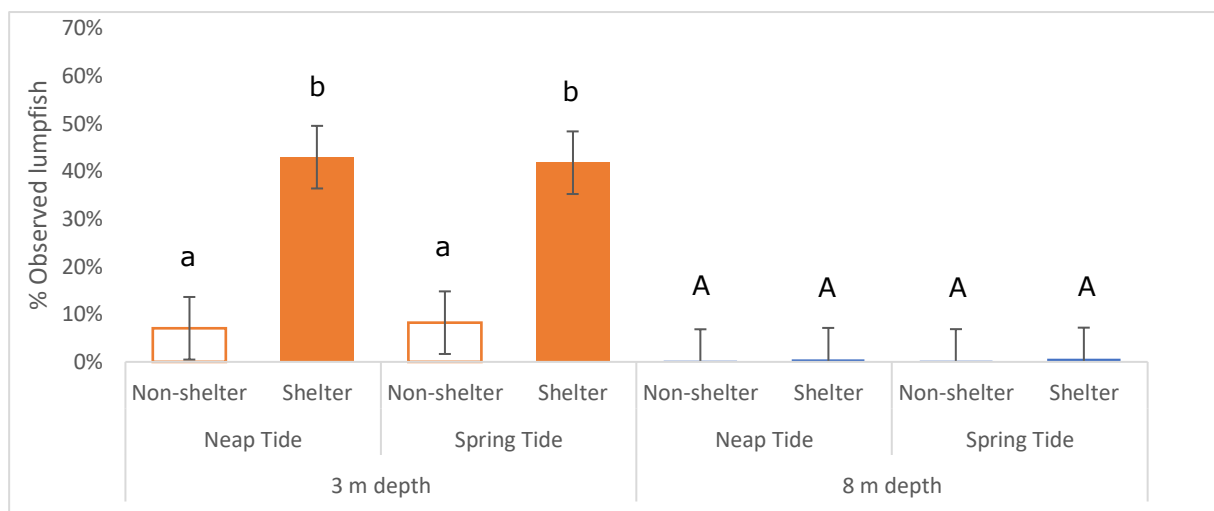 70%
60%
50%
40%
30%
20%
10%
0%
% Observed lumpfish
a
b
a
b
A
A
A
A
Non-shelter Shelter Non-shelter Shelter Non-shelter Shelter Non-shelter Shelter
Neap Tide Spring Tide Neap Tide Spring Tide
3 m depth 8 m depth